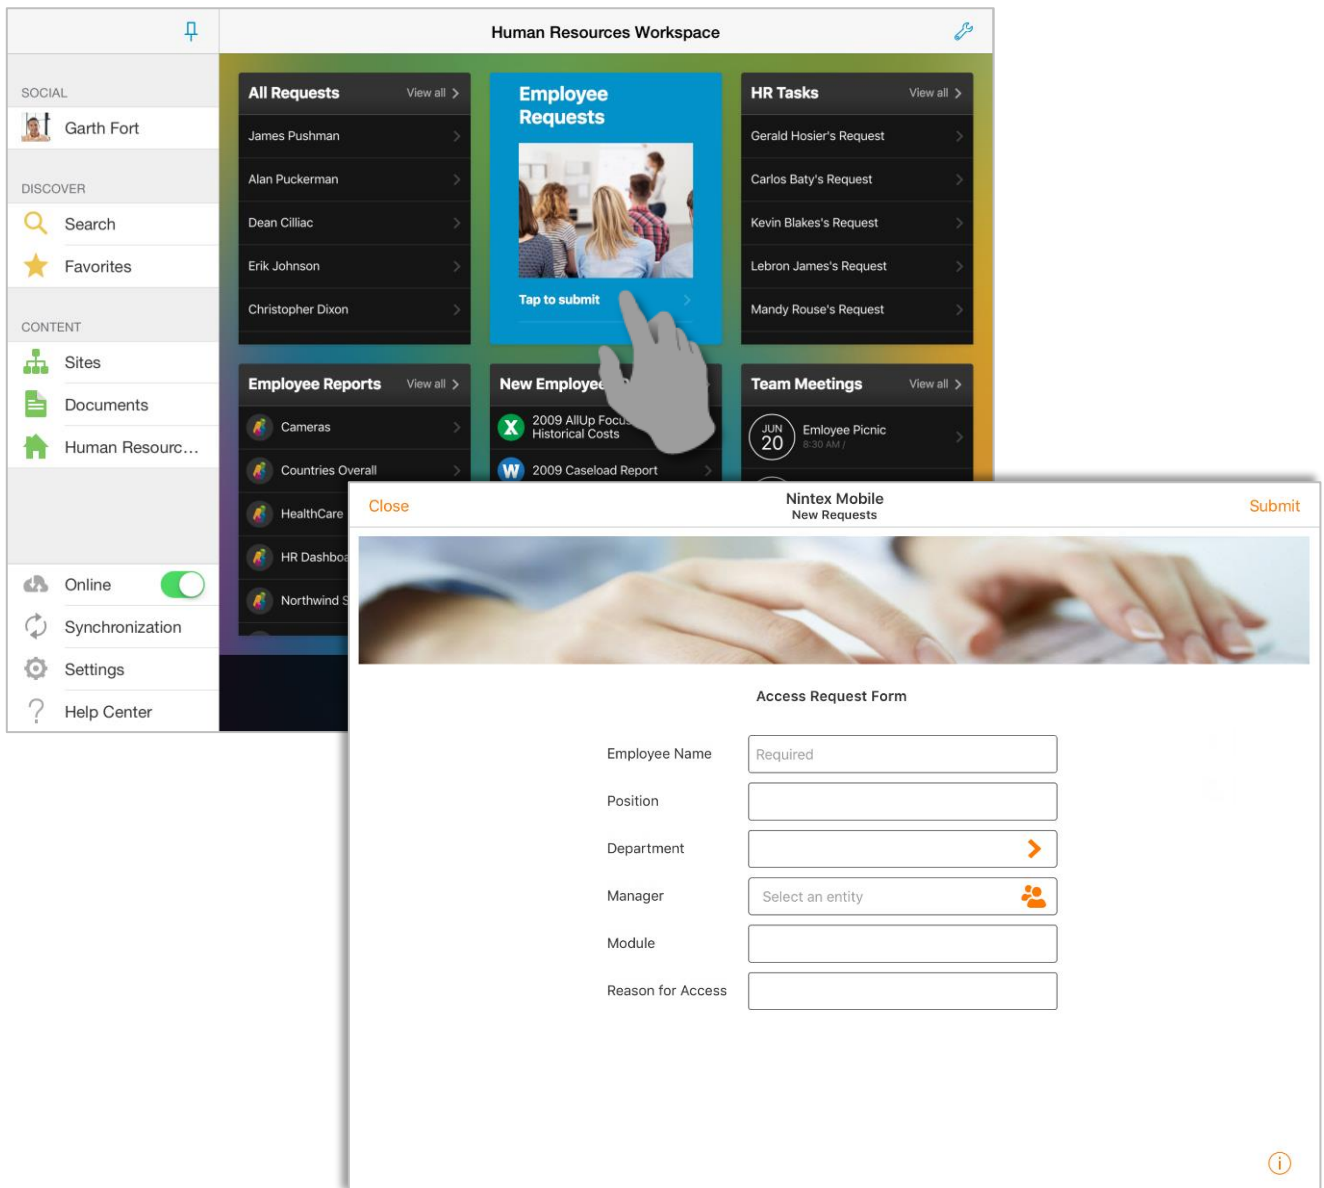 Human Resources Workspace
SOCIAL
Garth Fort
DISCOVER
Search
Favorites
CONTENT
Sites
Documents
Human Resourc...
Online
Synchronization
Settings
Help Center
All Requests View all
James Pushman
Alan Puckerman
Dean Cilliac
Erik Johnson
Christopher Dixon
Employee
Requests
Tap to submit
HR Tasks View all
Gerald Hosier's Request
Carlos Baty's Request
Kevin Blakes's Request
Lebron James's Request
Mandy Rouse's Request
Employee Reports View all
Cameras
Countries Overall
HealthCare
HR Dashboa
Northwind S
New Employee
X 2009 AllUp Focus
Historical Costs
W 2009 Caseload Report
Team Meetings View all
JUN
20
Emloyee Picnic
8:30 AM /
Close
Nintex Mobile
New Requests
Submit
Access Request Form
Employee Name Required
Position
Department
Manager Select an entity
Module
Reason for Access